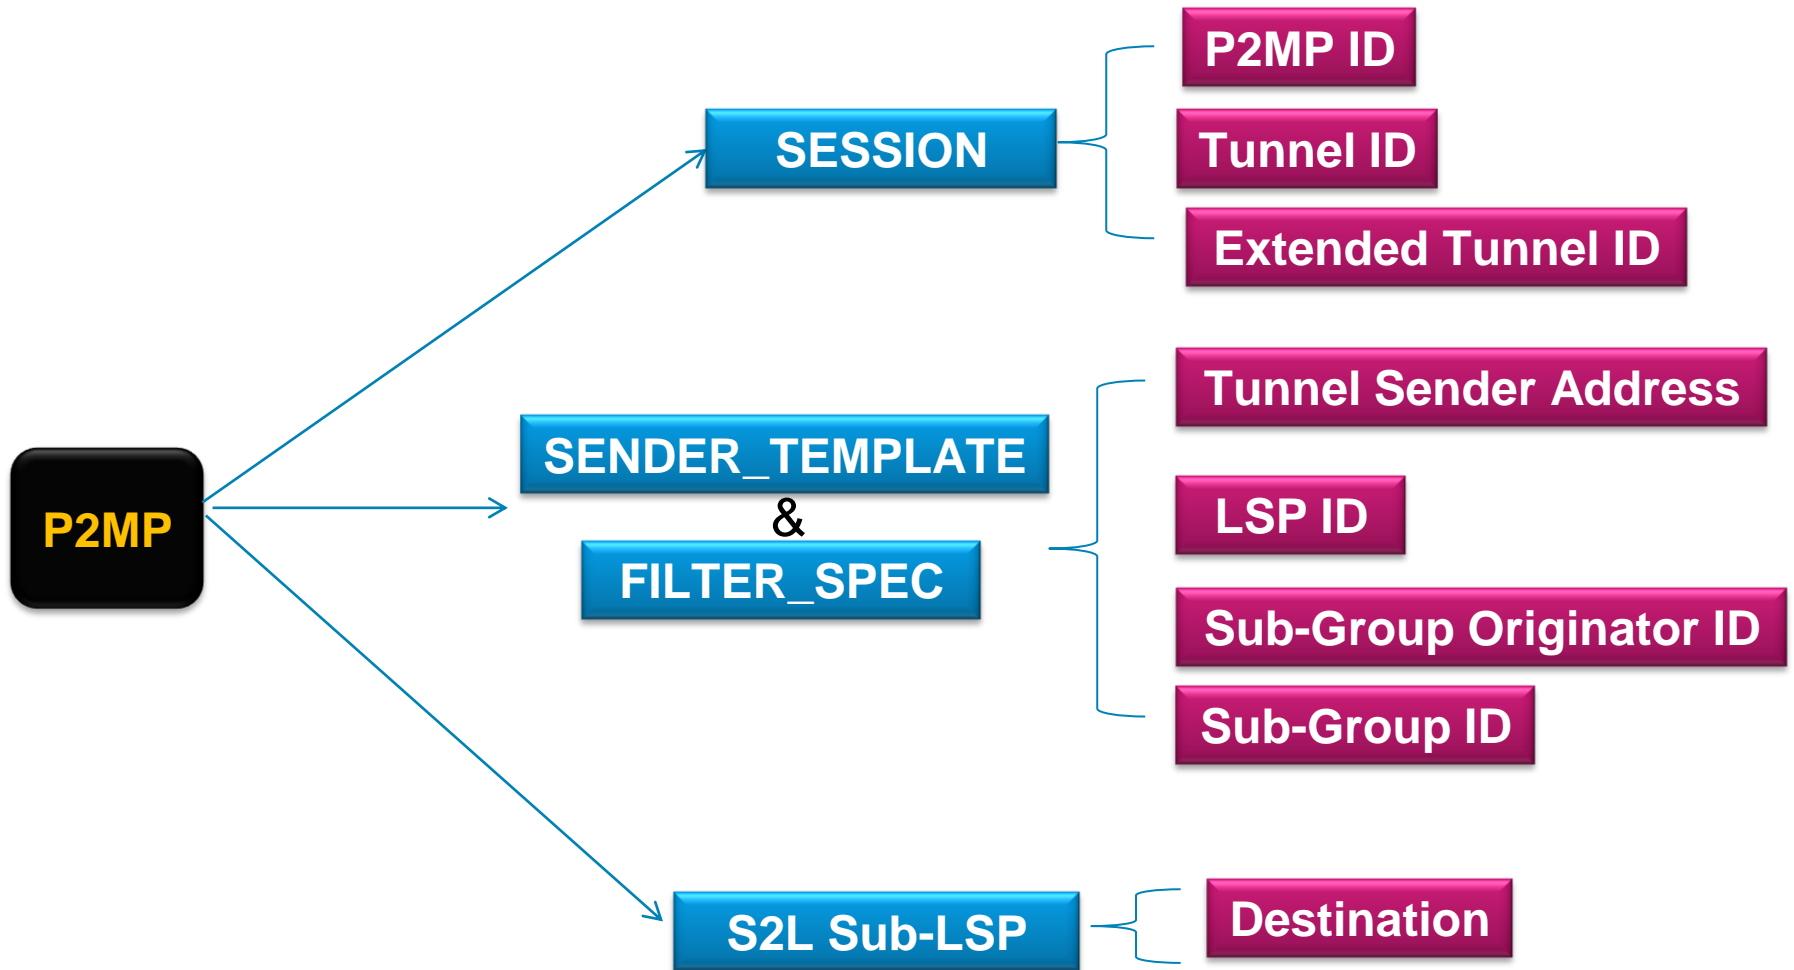 P2MP
SESSION
P2MP ID
Tunnel ID
Extended Tunnel ID
SENDER_TEMPLATE
&
FILTER_SPEC
Tunnel Sender Address
LSP ID
Sub-Group Originator ID
Sub-Group ID
S2L Sub-LSP
Destination